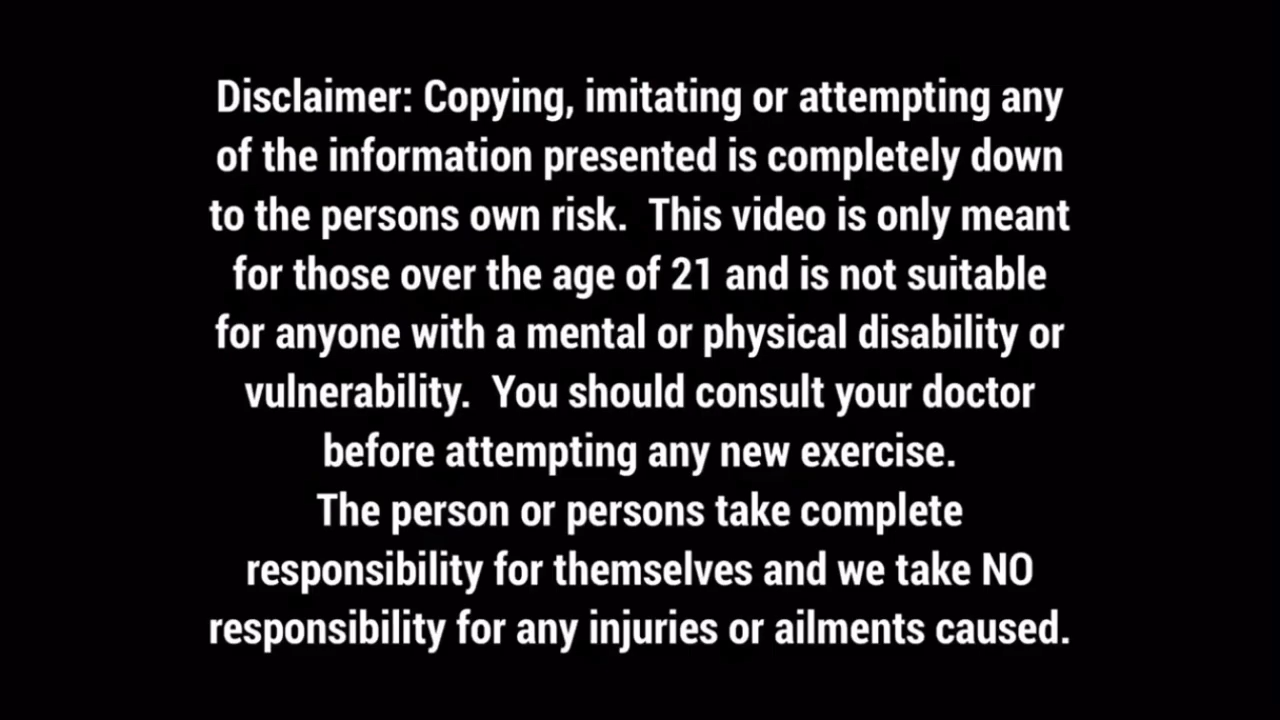 Disclaimer: Copying, imitating or attempting any
of the information presented is completely down
to the persons own risk.  This video is only meant
for those over the age of 21 and is not suitable
for anyone with a mental or physical disability or
vulnerability.  You should consult your doctor
before attempting any new exercise.
The person or persons take complete
responsibility for themselves and we take NO
responsibility for any injuries or ailments caused.